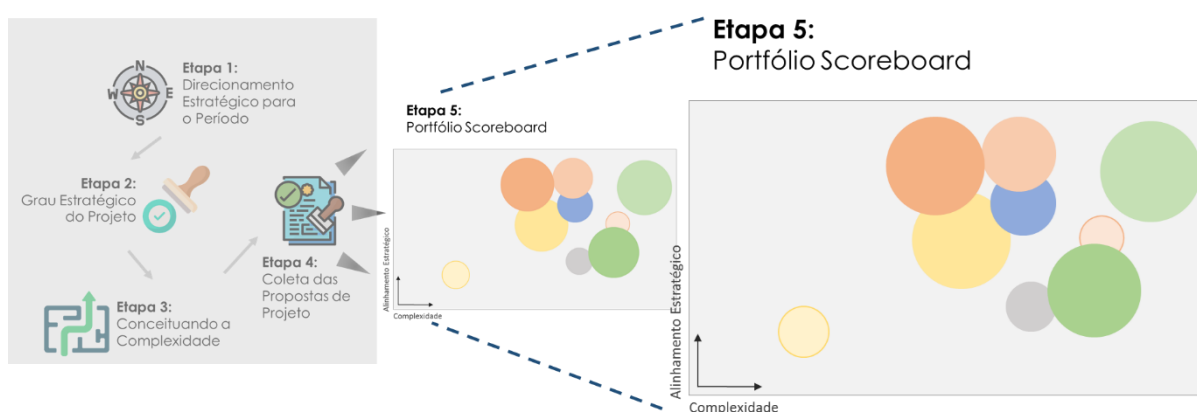 Etapa 1:
Direcionamento
Estratégico para
o Período
N
W
E
S
Etapa 2:
Grau Estratégico
do Projeto
Etapa 3:
Conceituando a
Complexidade
Etapa 4:
Coleta das
Propostas de
Projeto
Etapa 5:
Portfólio Scoreboard
Alinhamento Estratégico
Complexidade
Etapa 5:
Portfólio Scoreboard
Alinhamento Estratégico
Complexidade